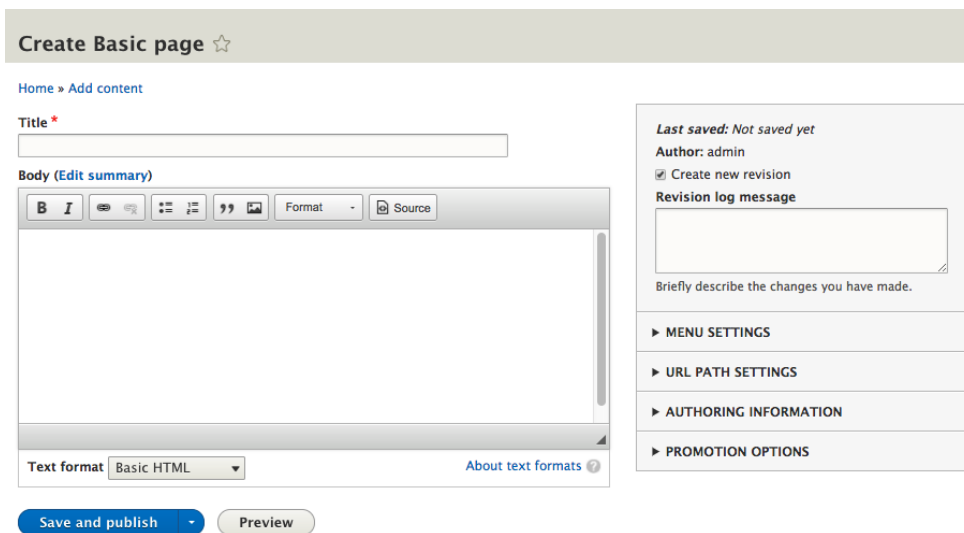 Create Basic page
Home » Add content
Title *
Body (Edit summary)
B I Format Source
Text format Basic HTML
About text formats ?
Save and publish
Preview
Last saved: Not saved yet
Author: admin
Create new revision
Revision log message
Briefly describe the changes you have made.
MENU SETTINGS
URL PATH SETTINGS
AUTHORING INFORMATION
PROMOTION OPTIONS